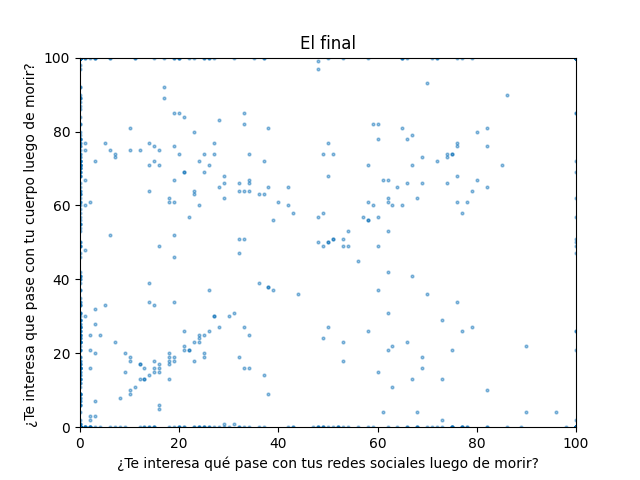 El final
¿Te interesa que pase con tu cuerpo luego de morir?
100
80
60
40
20
0
0 20 40 60 80 100
¿Te interesa qué pase con tus redes sociales luego de morir?